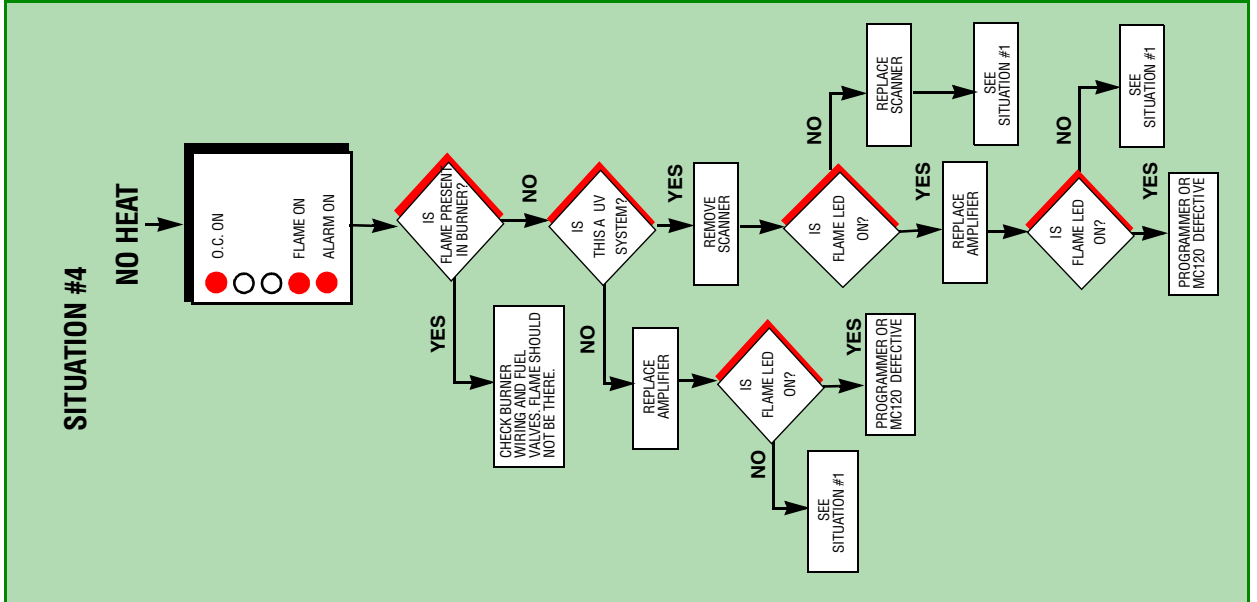 SITUATION #4
NO HEAT
O.C. ON
FLAME ON
ALARM ON
IS
FLAME PRESENT
IN BURNER?
YES
CHECK BURNER
WIRING AND FUEL
VALVES. FLAME SHOULD
NOT BE THERE.
NO
IS
THIS A UV
SYSTEM?
NO
REPLACE
AMPLIFIER
IS
FLAME LED
ON?
NO
SEE
SITUATION #1
YES
PROGRAMMER OR
MC120 DEFECTIVE
YES
REMOVE
SCANNER
IS
FLAME LED
ON?
NO
REPLACE
SCANNER
SEE
SITUATION #1
YES
REPLACE
AMPLIFIER
IS
FLAME LED
ON?
NO
SEE
SITUATION #1
YES
PROGRAMMER OR
MC120 DEFECTIVE